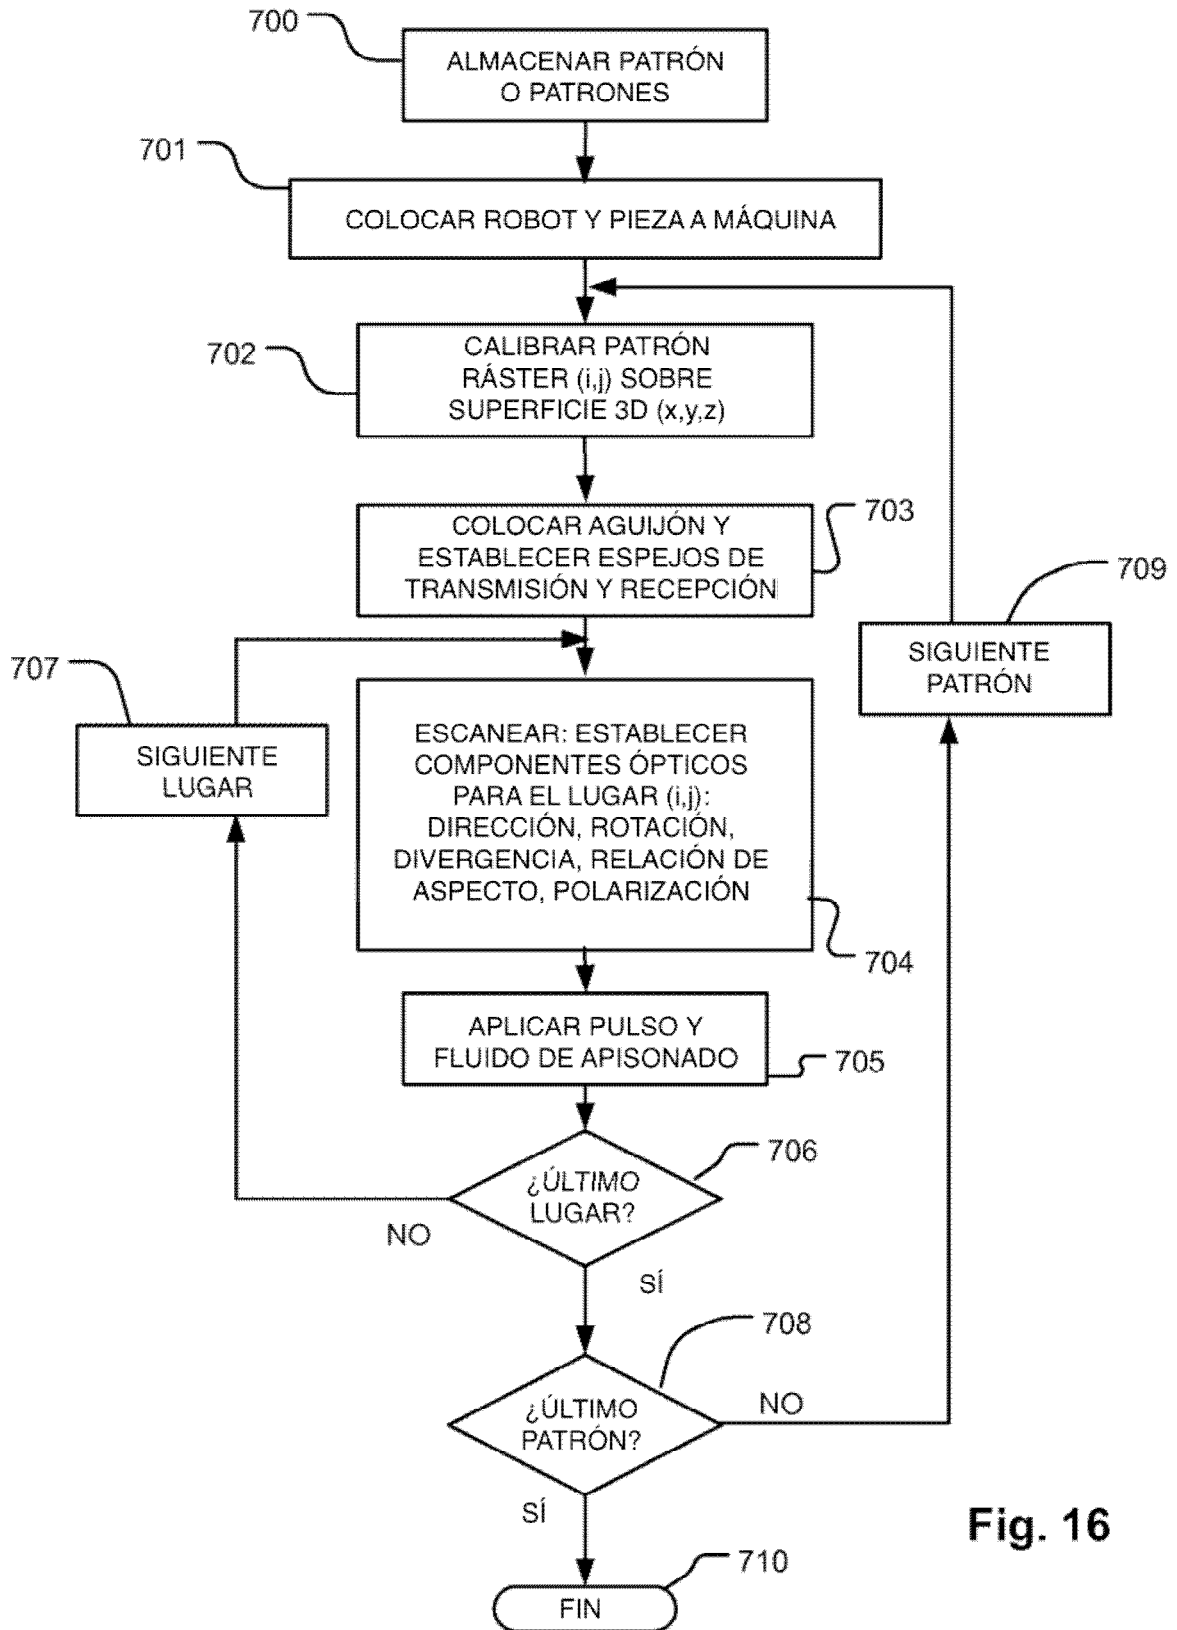 700
ALMACENAR PATRÓN
O PATRONES
701
COLOCAR ROBOT Y PIEZA A MÁQUINA
702
CALIBRAR PATRÓN
RÁSTER (i,j) SOBRE
SUPERFICIE 3D (x,y,z)
703
COLOCAR AGUIJÓN Y
ESTABLECER ESPEJOS DE
TRANSMISIÓN Y RECEPCIÓN
709
SIGUIENTE
PATRÓN
707
SIGUIENTE
LUGAR
ESCANEAR: ESTABLECER
COMPONENTES ÓPTICOS
PARA EL LUGAR (i,j):
DIRECCIÓN, ROTACIÓN,
DIVERGENCIA, RELACIÓN DE
ASPECTO, POLARIZACIÓN
704
APLICAR PULSO Y
FLUIDO DE APISONADO
705
706
¿ÚLTIMO
LUGAR?
NO
SÍ
708
¿ÚLTIMO
PATRÓN?
NO
SÍ
Fig. 16
710
FIN